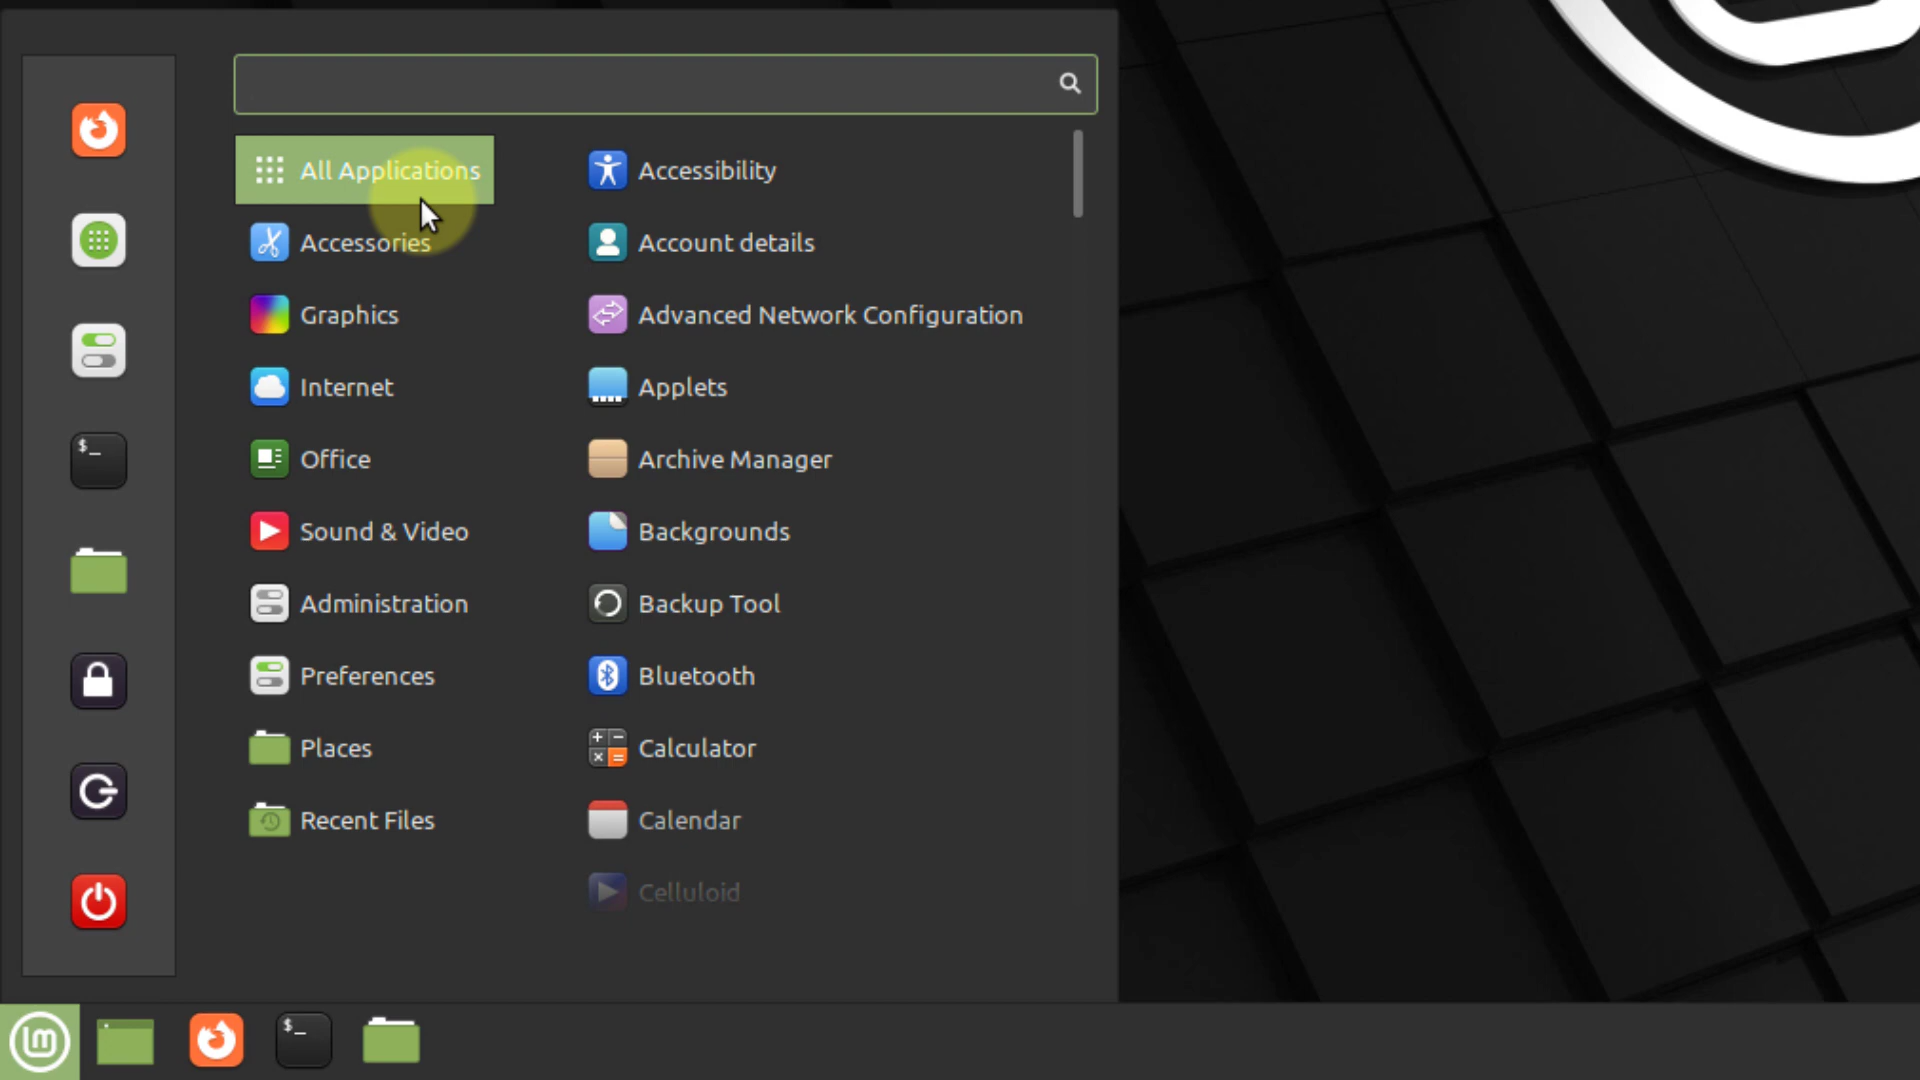 All Applications
Accessories
Graphics
Internet
Office
Sound & Video
Administration
Preferences
Places
Recent Files
Accessibility
Account details
Advanced Network Configuration
Applets
Archive Manager
Backgrounds
Backup Tool
Bluetooth
Calculator
Calendar
Celluloid
$_
$_